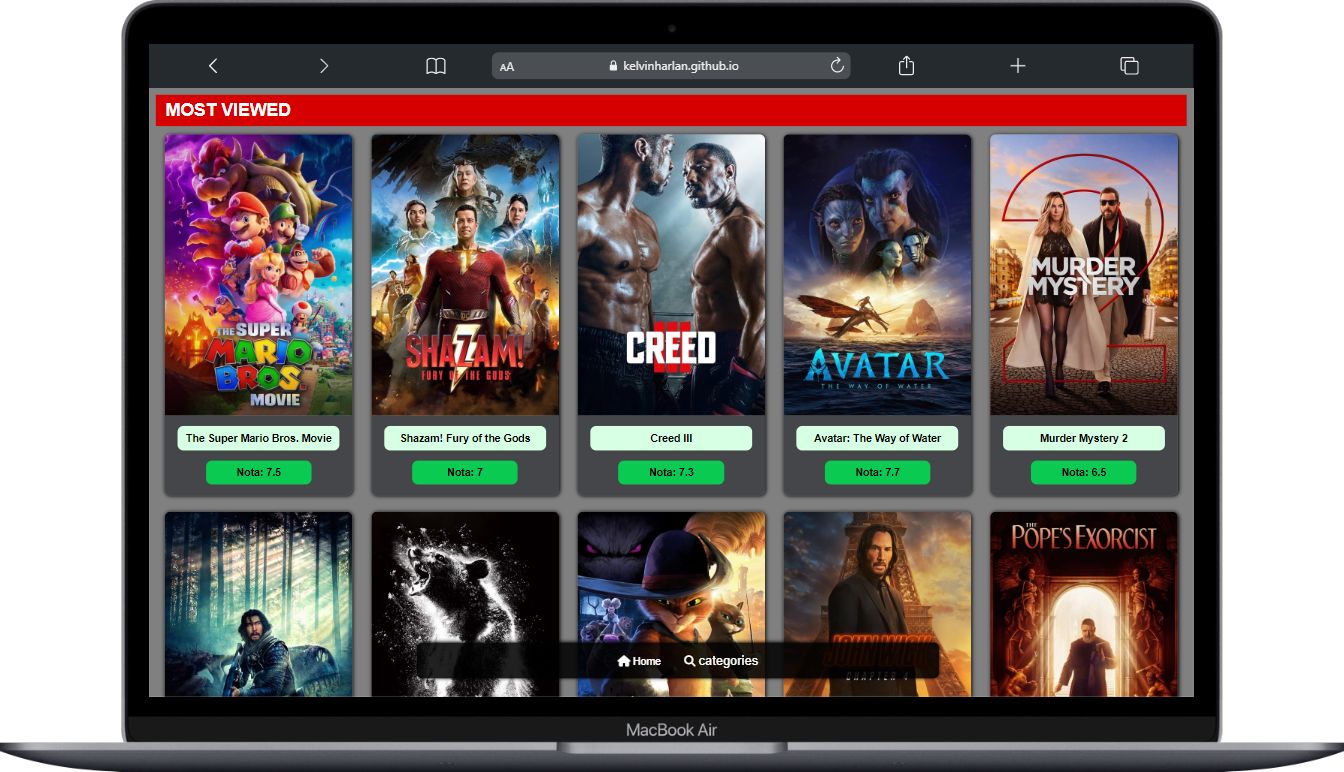 AA kelvinharlan.github.io
MOST VIEWED
THE SUPER
MARIO
BROS.
MOVIE
SHAZAM!
FURY OF THE GODS
CREED
III
AVATAR
THE WAY OF WATER
2
MURDER
MYSTERY
The Super Mario Bros. Movie
Shazam! Fury of the Gods
Creed III
Avatar: The Way of Water
Murder Mystery 2
Nota: 7.5
Nota: 7
Nota: 7.3
Nota: 7.7
Nota: 6.5
THE
POPE'S EXORCIST
JOHN WICK
CHAPTER 4
Home
categories
MacBook Air